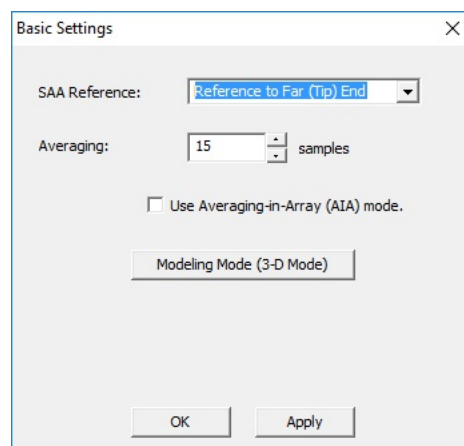 Basic Settings
SAA Reference: Reference to Far (Tip) End
Averaging: 15 samples
Use Averaging-in-Array (AIA) mode.
Modeling Mode (3-D Mode)
OK Apply